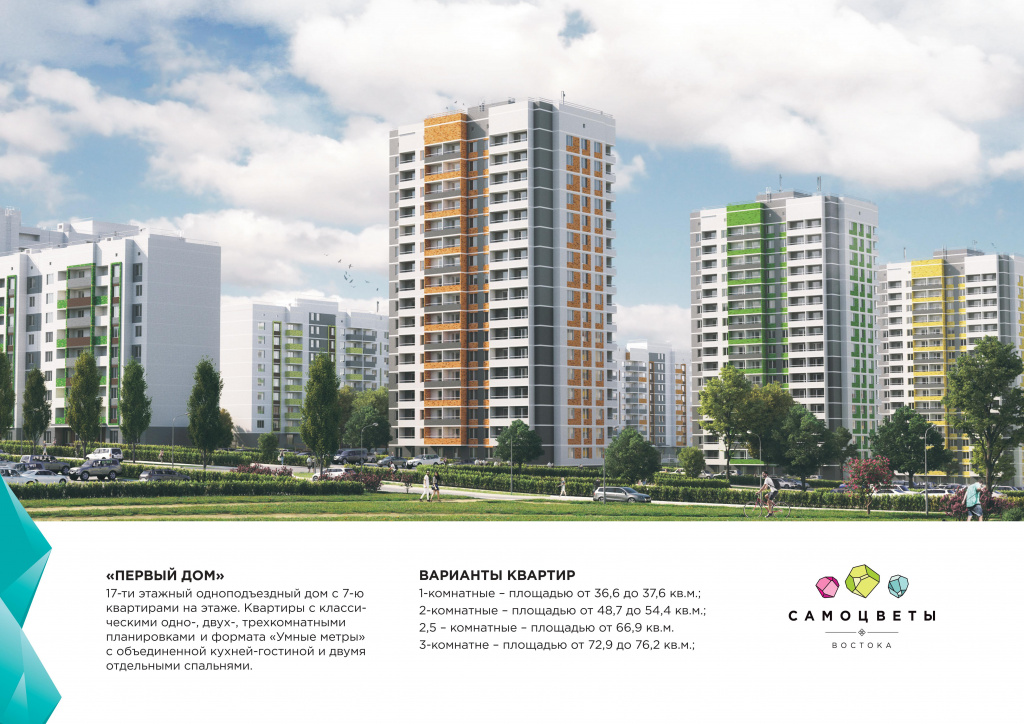 «ПЕРВЫЙ ДОМ»
17-ти этажный одноподъездный дом с 7-ю
квартирами на этаже. Квартиры с класси-
ческими одно-, двух-, трехкомнатными
планировками и формата «Умные метры»
с объединенной кухней-гостиной и двумя
отдельными спальнями.
ВАРИАНТЫ КВАРТИР
1-комнатные – площадью от 36,6 до 37,6 кв.м.;
2-комнатные – площадью от 48,7 до 54,4 кв.м.;
2,5 – комнатные – площадью от 66,9 кв.м.
3-комнатне – площадью от 72,9 до 76,2 кв.м.;
САМОЦВЕТЫ
ВОСТОКА